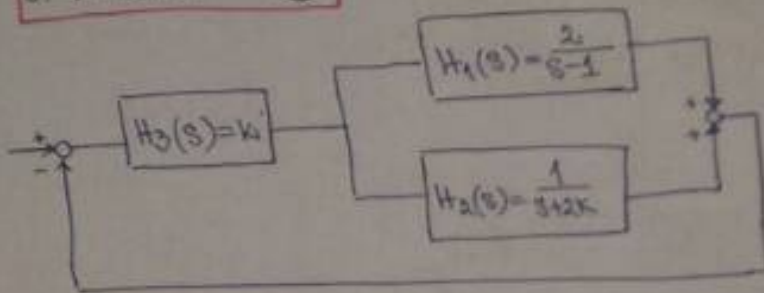 H₁(S)=2/(s-1)
+
-
H₃(S)=K
+
+
H₂(S)=1/(s+2K)